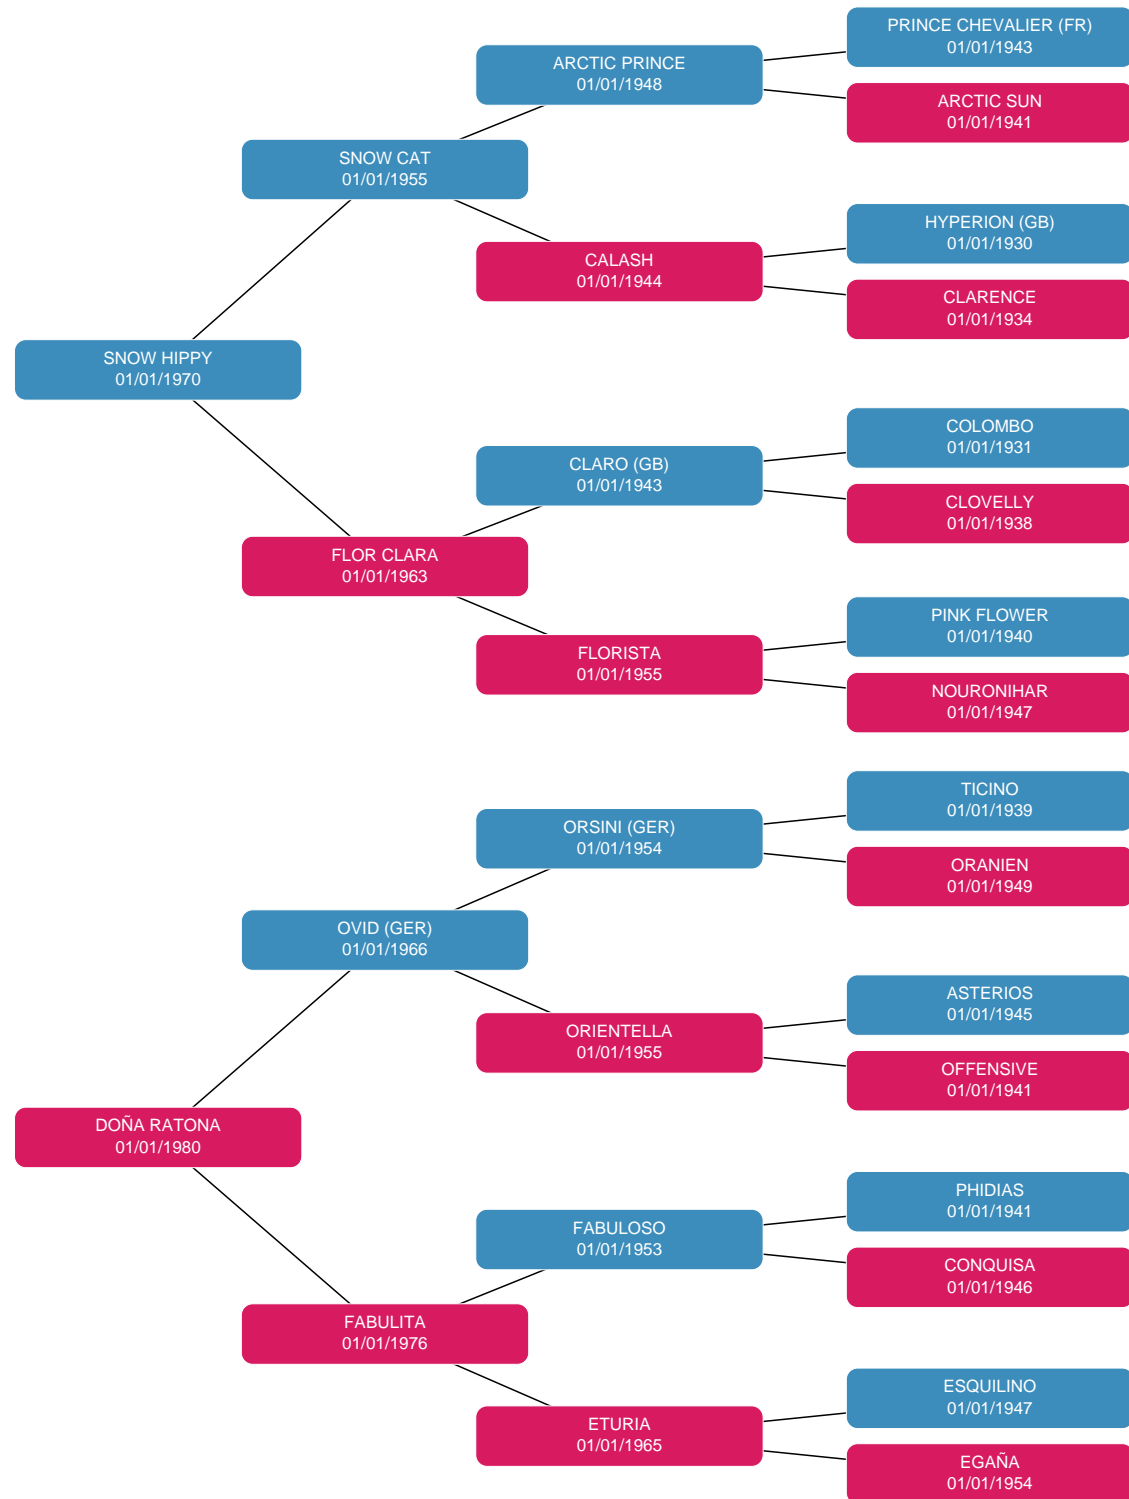 PRINCE CHEVALIER (FR)
01/01/1943
ARCTIC PRINCE
01/01/1948
ARCTIC SUN
01/01/1941
SNOW CAT
01/01/1955
HYPERION (GB)
01/01/1930
CALASH
01/01/1944
CLARENCE
01/01/1934
SNOW HIPPY
01/01/1970
COLOMBO
01/01/1931
CLARO (GB)
01/01/1943
CLOVELLY
01/01/1938
FLOR CLARA
01/01/1963
PINK FLOWER
01/01/1940
FLORISTA
01/01/1955
NOURONIHAR
01/01/1947
TICINO
01/01/1939
ORSINI (GER)
01/01/1954
ORANIEN
01/01/1949
OVID (GER)
01/01/1966
ASTERIOS
01/01/1945
ORIENTELLA
01/01/1955
OFFENSIVE
01/01/1941
DOÑA RATONA
01/01/1980
PHIDIAS
01/01/1941
FABULOSO
01/01/1953
CONQUISA
01/01/1946
FABULITA
01/01/1976
ESQUILINO
01/01/1947
ETURIA
01/01/1965
EGAÑA
01/01/1954